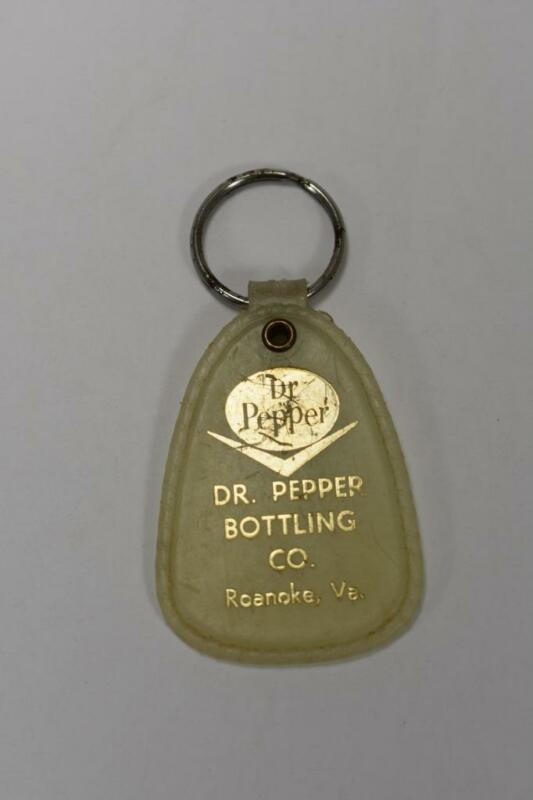 Dr
Pepper
DR. PEPPER
BOTTLING
CO.
Roanoke, Va.